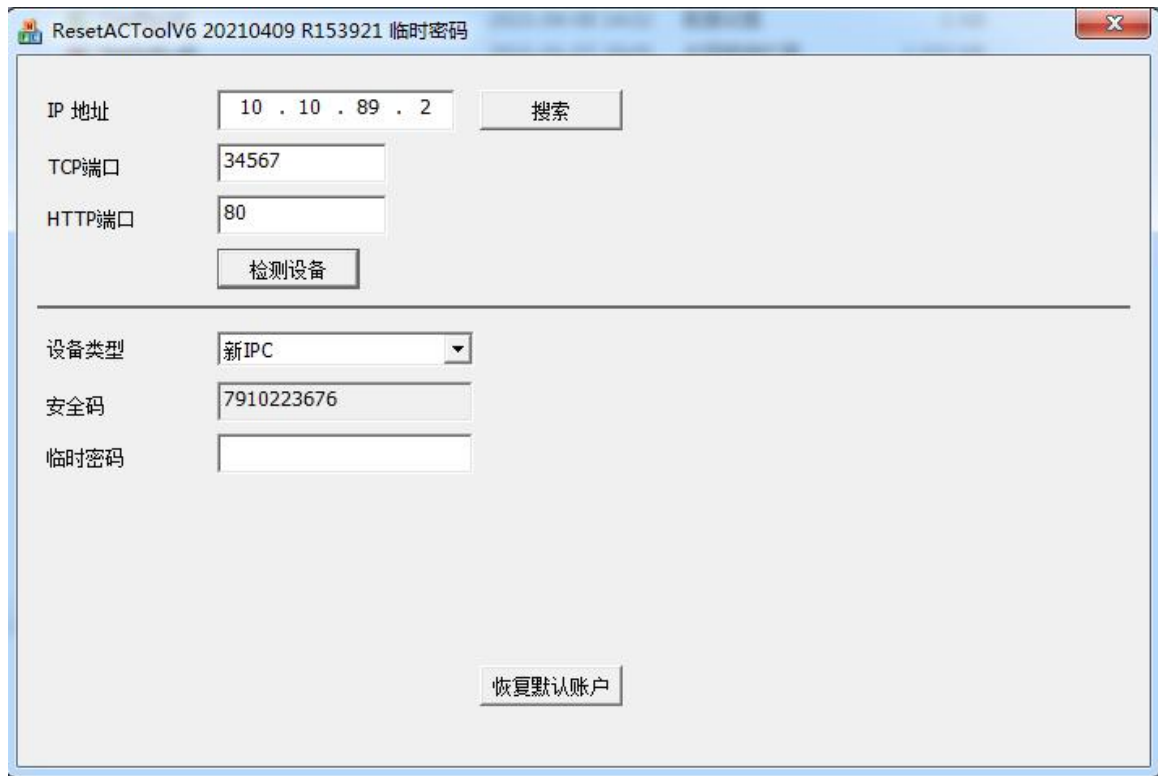 ResetACToolV6 20210409 R153921 临时密码
IP 地址 10 . 10 . 89 . 2 搜索
TCP端口 34567
HTTP端口 80
检测设备
设备类型 新IPC
安全码 7910223676
临时密码
恢复默认账户